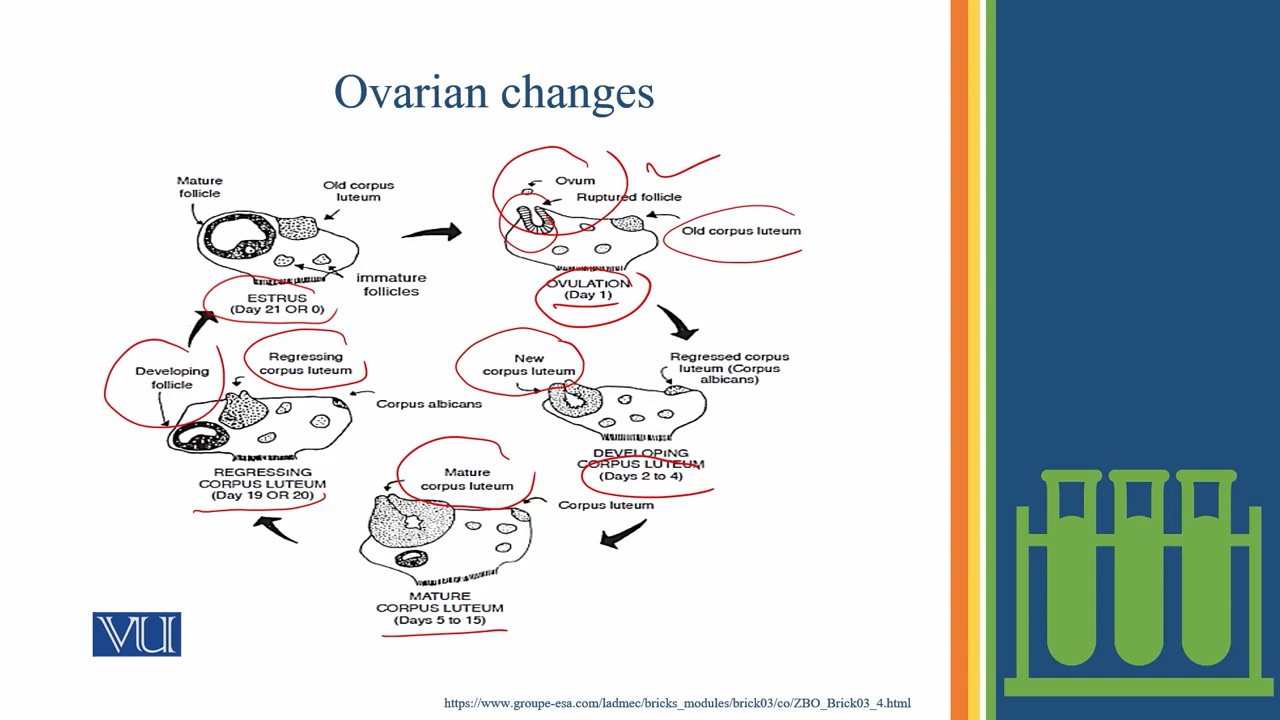 Ovarian changes
Mature
follicle
Old corpus
luteum
immature
follicles
ESTRUS
(Day 21 OR 0)
Ovum
Ruptured follicle
Old corpus luteum
OVULATION
(Day 1)
New
corpus luteum
Regressed corpus
luteum (Corpus
albicans)
DEVELOPING
CORPUS LUTEUM
(Days 2 to 4)
Mature
corpus luteum
Corpus luteum
MATURE
CORPUS LUTEUM
(Days 5 to 15)
Developing
follicle
Regressing
corpus luteum
Corpus albicans
REGRESSING
CORPUS LUTEUM
(Day 19 OR 20)
VU
https://www.groupe-esa.com/ladmec/bricks_modules/brick03/co/ZBO_Brick03_4.html